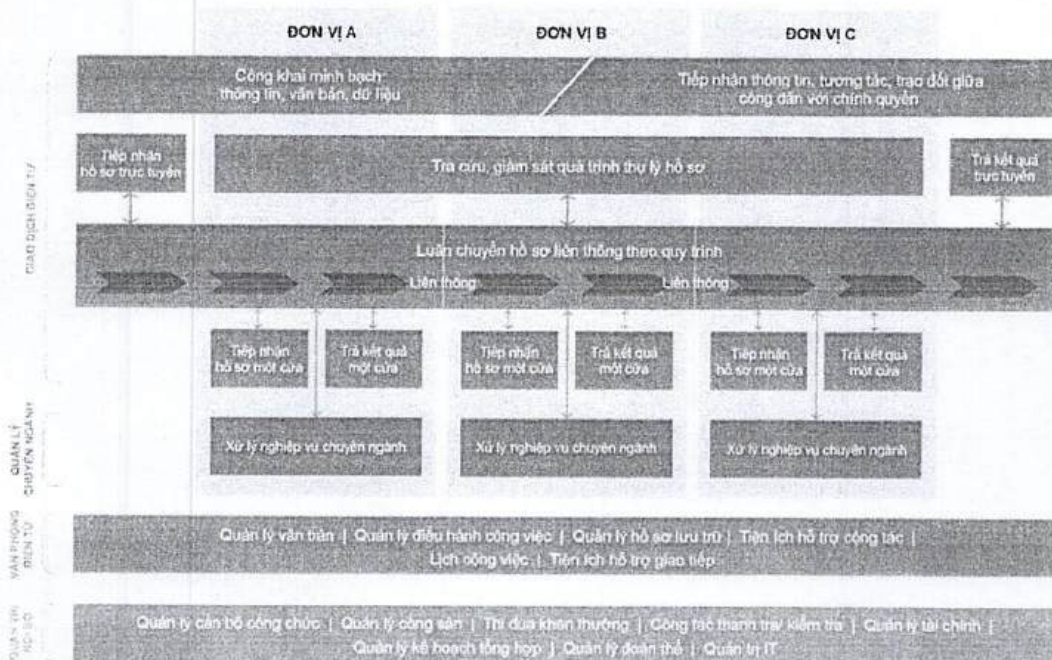 ĐƠN VỊ A
ĐƠN VỊ B
ĐƠN VỊ C
Công khai minh bạch
thông tin, văn bản, dữ liệu
Tiếp nhận thông tin, tương tác, trao đổi giữa
công dân với chính quyền
GIAO DỊCH ĐIỆN TỬ
Tiếp nhận
hồ sơ trực tuyến
Tra cứu, giám sát quá trình thụ lý hồ sơ
Trả kết quả
trực tuyến
Luân chuyển hồ sơ liên thông theo quy trình
Liên thông
Liên thông
Tiếp nhận
hồ sơ một cửa
Trả kết quả
một cửa
Tiếp nhận
hồ sơ một cửa
Trả kết quả
một cửa
Tiếp nhận
hồ sơ một cửa
Trả kết quả
một cửa
QUẢN LÝ
CHUYÊN NGÀNH
Xử lý nghiệp vụ chuyên ngành
Xử lý nghiệp vụ chuyên ngành
Xử lý nghiệp vụ chuyên ngành
VĂN PHÒNG
ĐIỆN TỬ
Quản lý văn bản | Quản lý điều hành công việc | Quản lý hồ sơ lưu trữ | Tiện ích hỗ trợ công tác |
Lịch công việc | Tiện ích hỗ trợ giao tiếp
QUẢN TRỊ
NỘI BỘ
Quản lý cán bộ công chức | Quản lý công sản | Thi đua khen thưởng | Công tác thanh tra/ kiểm tra | Quản lý tài chính |
Quản lý kế hoạch tổng hợp | Quản lý đoàn thể | Quản trị IT